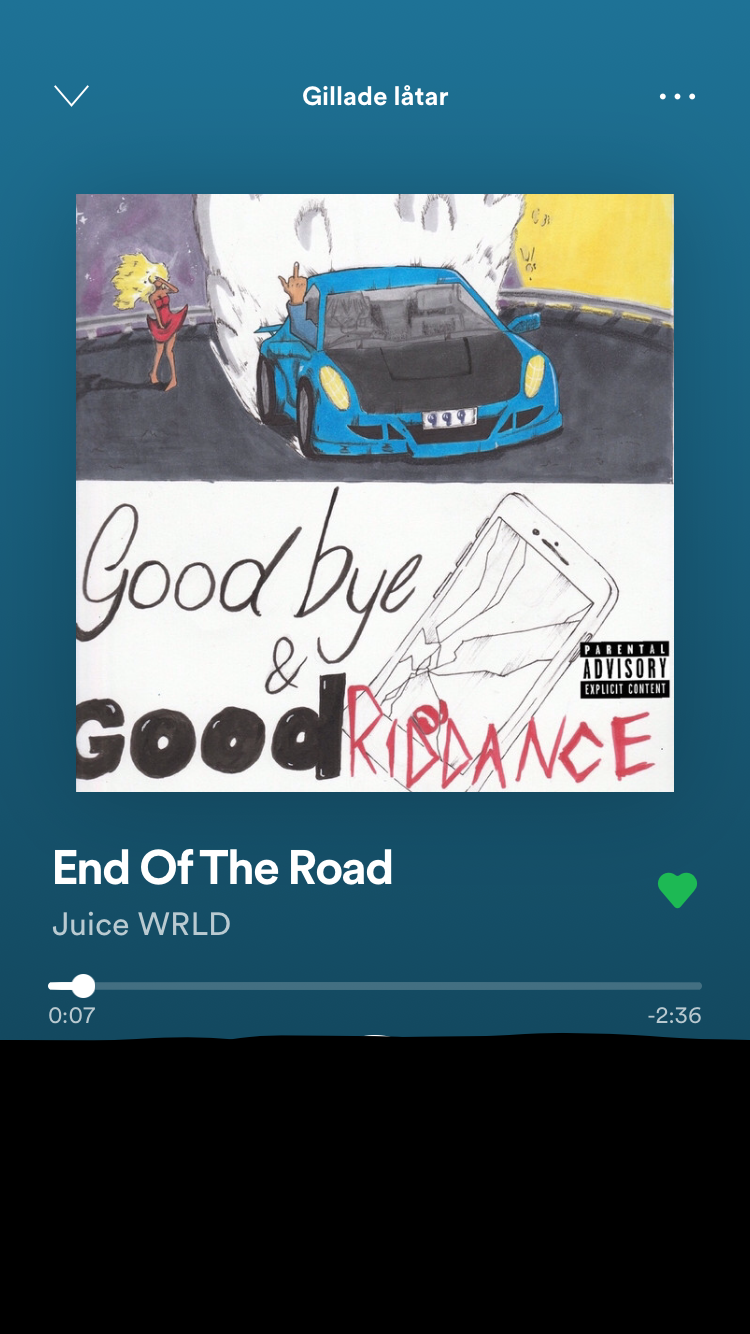 Gillade låtar
999
Good bye
&
Good RIDDANCE
PARENTAL
ADVISORY
EXPLICIT CONTENT
End Of The Road
Juice WRLD
0:07
-2:36